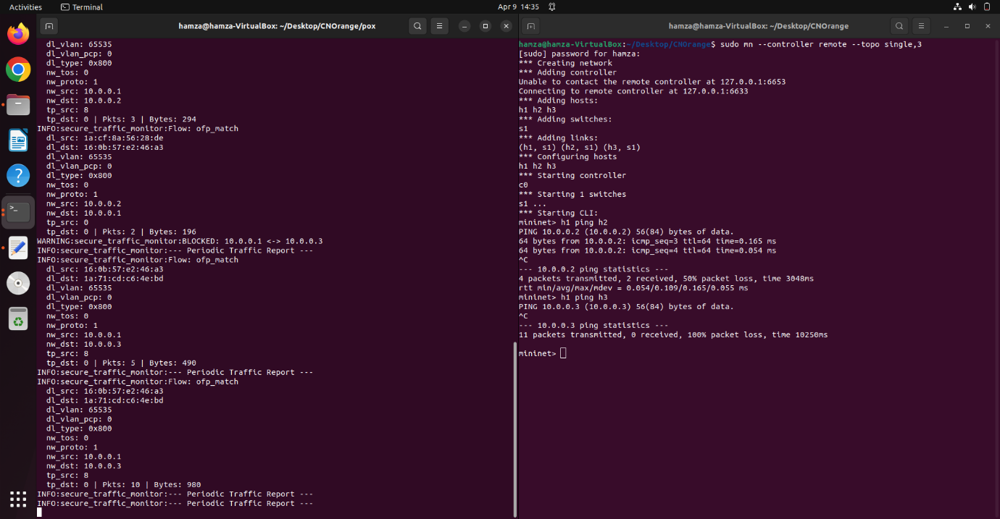 Activities
Terminal
Apr 9 14:35
hamza@hamza-VirtualBox: ~/Desktop/CNOrange/pox
dl_vlan: 65535
dl_vlan_pcp: 0
dl_type: 0x800
nw_tos: 0
nw_proto: 1
nw_src: 10.0.0.1
nw_dst: 10.0.0.2
tp_src: 8
tp_dst: 0 | Pkts: 3 | Bytes: 294
INFO:secure_traffic_monitor:Flow: ofp_match
dl_src: 1a:cf:8a:56:28:de
dl_dst: 16:0b:57:e2:46:a3
dl_vlan: 65535
dl_vlan_pcp: 0
dl_type: 0x800
nw_tos: 0
nw_proto: 1
nw_src: 10.0.0.2
nw_dst: 10.0.0.1
tp_src: 0
tp_dst: 0 | Pkts: 2 | Bytes: 196
WARNING:secure_traffic_monitor:BLOCKED: 10.0.0.1 <-> 10.0.0.3
INFO:secure_traffic_monitor:--- Periodic Traffic Report ---
INFO:secure_traffic_monitor:Flow: ofp_match
dl_src: 16:0b:57:e2:46:a3
dl_dst: 1a:71:cd:c6:4e:bd
dl_vlan: 65535
dl_vlan_pcp: 0
dl_type: 0x800
nw_tos: 0
nw_proto: 1
nw_src: 10.0.0.1
nw_dst: 10.0.0.3
tp_src: 8
tp_dst: 0 | Pkts: 5 | Bytes: 490
INFO:secure_traffic_monitor:--- Periodic Traffic Report ---
INFO:secure_traffic_monitor:Flow: ofp_match
dl_src: 16:0b:57:e2:46:a3
dl_dst: 1a:71:cd:c6:4e:bd
dl_vlan: 65535
dl_vlan_pcp: 0
dl_type: 0x800
nw_tos: 0
nw_proto: 1
nw_src: 10.0.0.1
nw_dst: 10.0.0.3
tp_src: 8
tp_dst: 0 | Pkts: 10 | Bytes: 980
INFO:secure_traffic_monitor:--- Periodic Traffic Report ---
INFO:secure_traffic_monitor:--- Periodic Traffic Report ---
hamza@hamza-VirtualBox: ~/Desktop/CNOrange
hamza@hamza-VirtualBox:~/Desktop/CNOrange$ sudo mn --controller remote --topo single,3
[sudo] password for hamza:
*** Creating network
*** Adding controller
Unable to contact the remote controller at 127.0.0.1:6653
Connecting to remote controller at 127.0.0.1:6633
*** Adding hosts:
h1 h2 h3
*** Adding switches:
s1
*** Adding links:
(h1, s1) (h2, s1) (h3, s1)
*** Configuring hosts
h1 h2 h3
*** Starting controller
c0
*** Starting 1 switches
s1 ...
*** Starting CLI:
mininet> h1 ping h2
PING 10.0.0.2 (10.0.0.2) 56(84) bytes of data.
64 bytes from 10.0.0.2: icmp_seq=3 ttl=64 time=0.165 ms
64 bytes from 10.0.0.2: icmp_seq=4 ttl=64 time=0.054 ms
^C
--- 10.0.0.2 ping statistics ---
4 packets transmitted, 2 received, 50% packet loss, time 3048ms
rtt min/avg/max/mdev = 0.054/0.109/0.165/0.055 ms
mininet> h1 ping h3
PING 10.0.0.3 (10.0.0.3) 56(84) bytes of data.
^C
--- 10.0.0.3 ping statistics ---
11 packets transmitted, 0 received, 100% packet loss, time 10250ms
mininet>